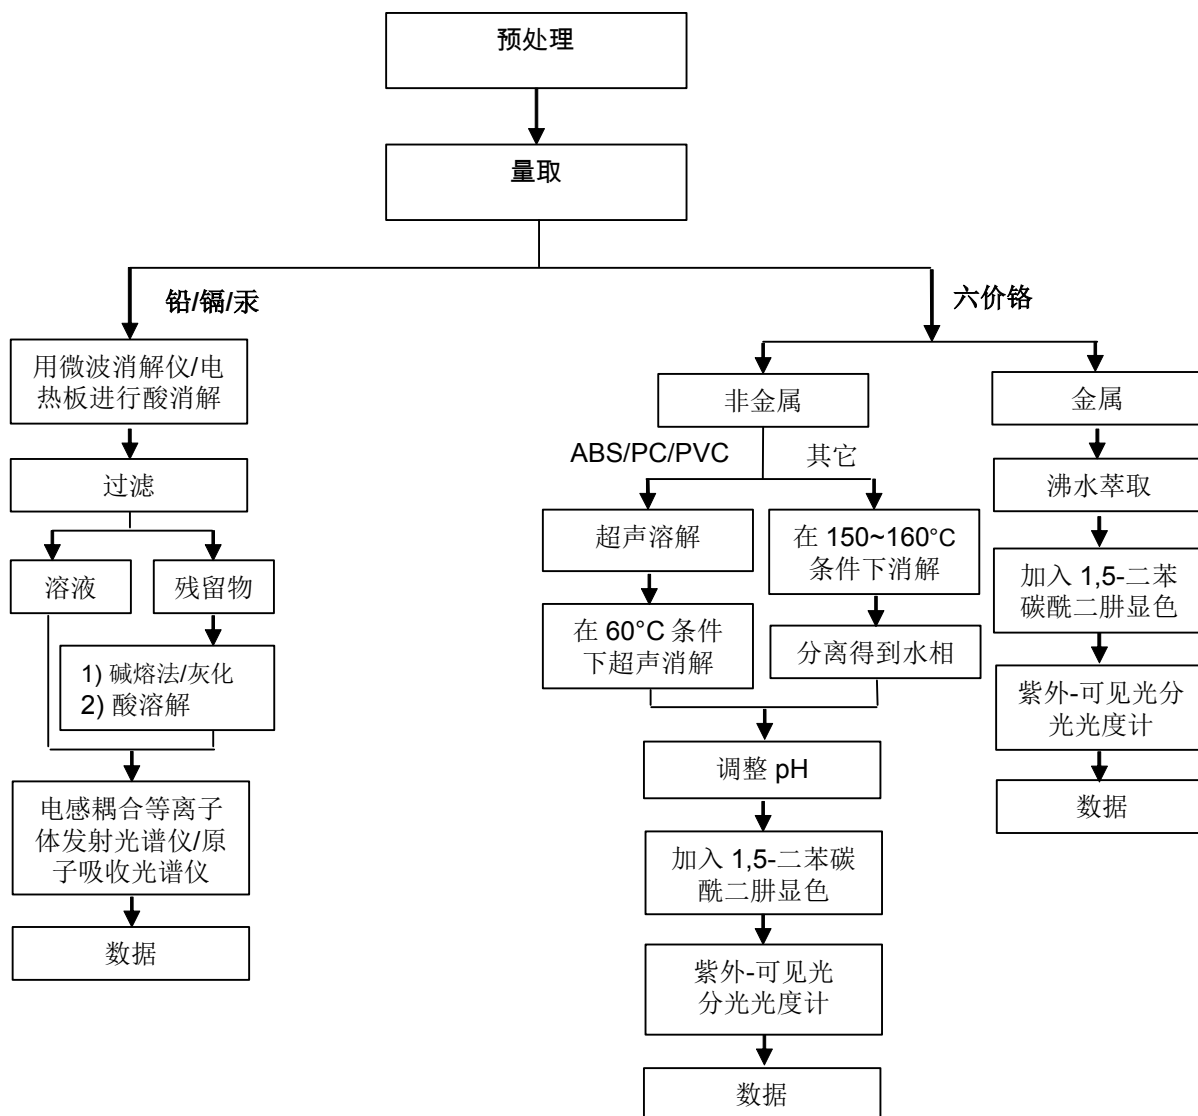 预处理
量取
铅/镉/汞
六价铬
用微波消解仪/电
热板进行酸消解
过滤
溶液
残留物
1) 碱熔法/灰化
2) 酸溶解
电感耦合等离子
体发射光谱仪/原
子吸收光谱仪
数据
非金属
ABS/PC/PVC
其它
超声溶解
在 60°C 条件
下超声消解
在 150~160°C
条件下消解
分离得到水相
调整 pH
加入 1,5-二苯碳
酰二肼显色
紫外-可见光
分光光度计
数据
金属
沸水萃取
加入 1,5-二苯
碳酰二肼显色
紫外-可见光分
光光度计
数据